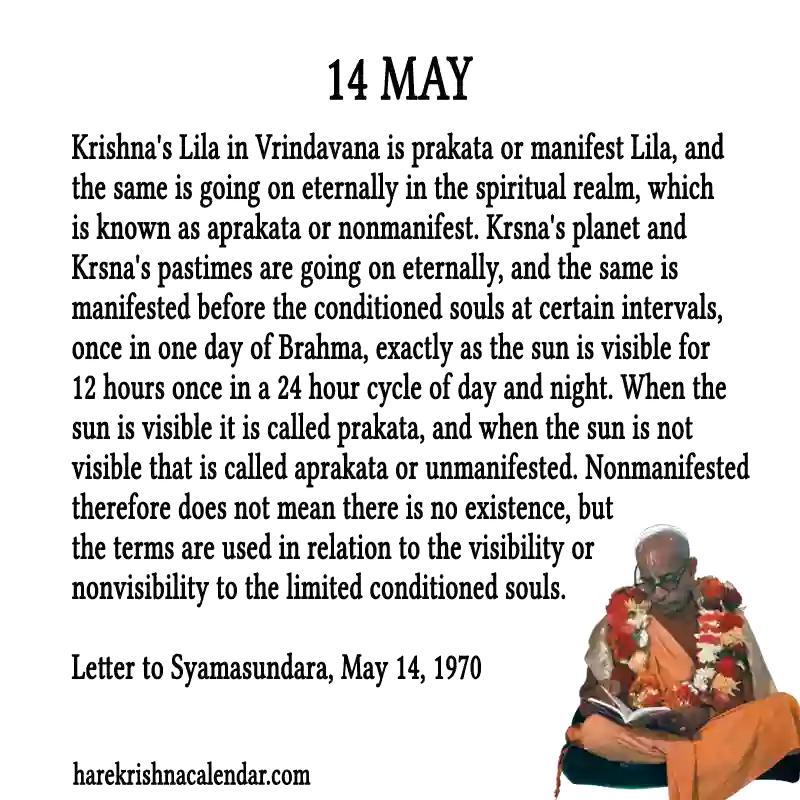 14 MAY
Krishna's Lila in Vrindavana is prakata or manifest Lila, and
the same is going on eternally in the spiritual realm, which
is known as aprakata or nonmanifest. Krsna's planet and
Krsna's pastimes are going on eternally, and the same is
manifested before the conditioned souls at certain intervals,
once in one day of Brahma, exactly as the sun is visible for
12 hours once in a 24 hour cycle of day and night. When the
sun is visible it is called prakata, and when the sun is not
visible that is called aprakata or unmanifested. Nonmanifested
therefore does not mean there is no existence, but
the terms are used in relation to the visibility or
nonvisibility to the limited conditioned souls.
Letter to Syamasundara, May 14, 1970
harekrishnacalendar.com